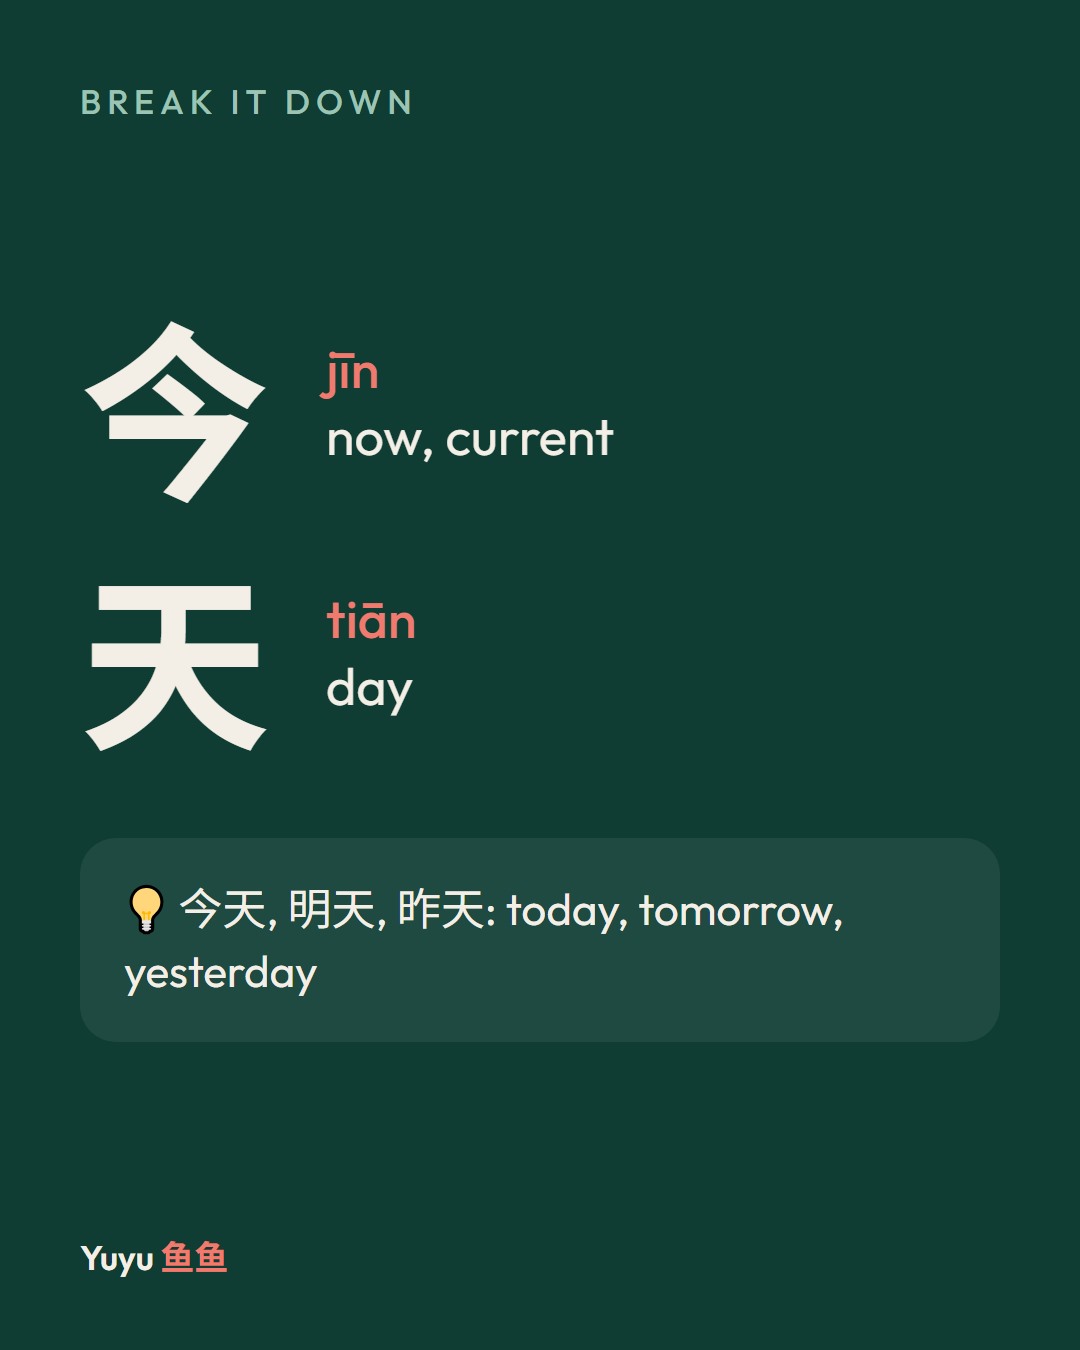 BREAK IT DOWN
今
jīn
now, current
天
tiān
day
💡 今天, 明天, 昨天: today, tomorrow,
yesterday
Yuyu 鱼鱼